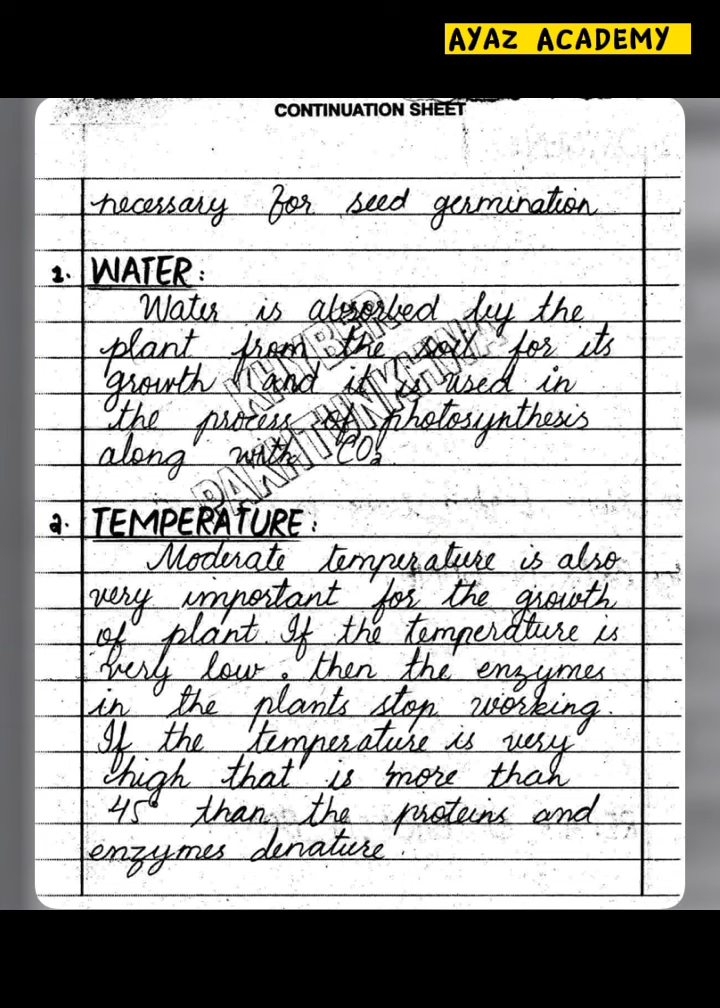 AYAZ ACADEMY
CONTINUATION SHEET
necessary for seed germination
1. WATER:
Water is absorbed by the
plant from the soil for its
growth and it is used in
the process of photosynthesis
along with CO2
KHYBER
PAKHTUNKHWA
2. TEMPERATURE:
Moderate temperature is also
very important for the growth
of plant If the temperature is
very low. then the enzymes
in the plants stop working.
If the temperature is very
high that is more than
45° than the proteins and
enzymes denature.